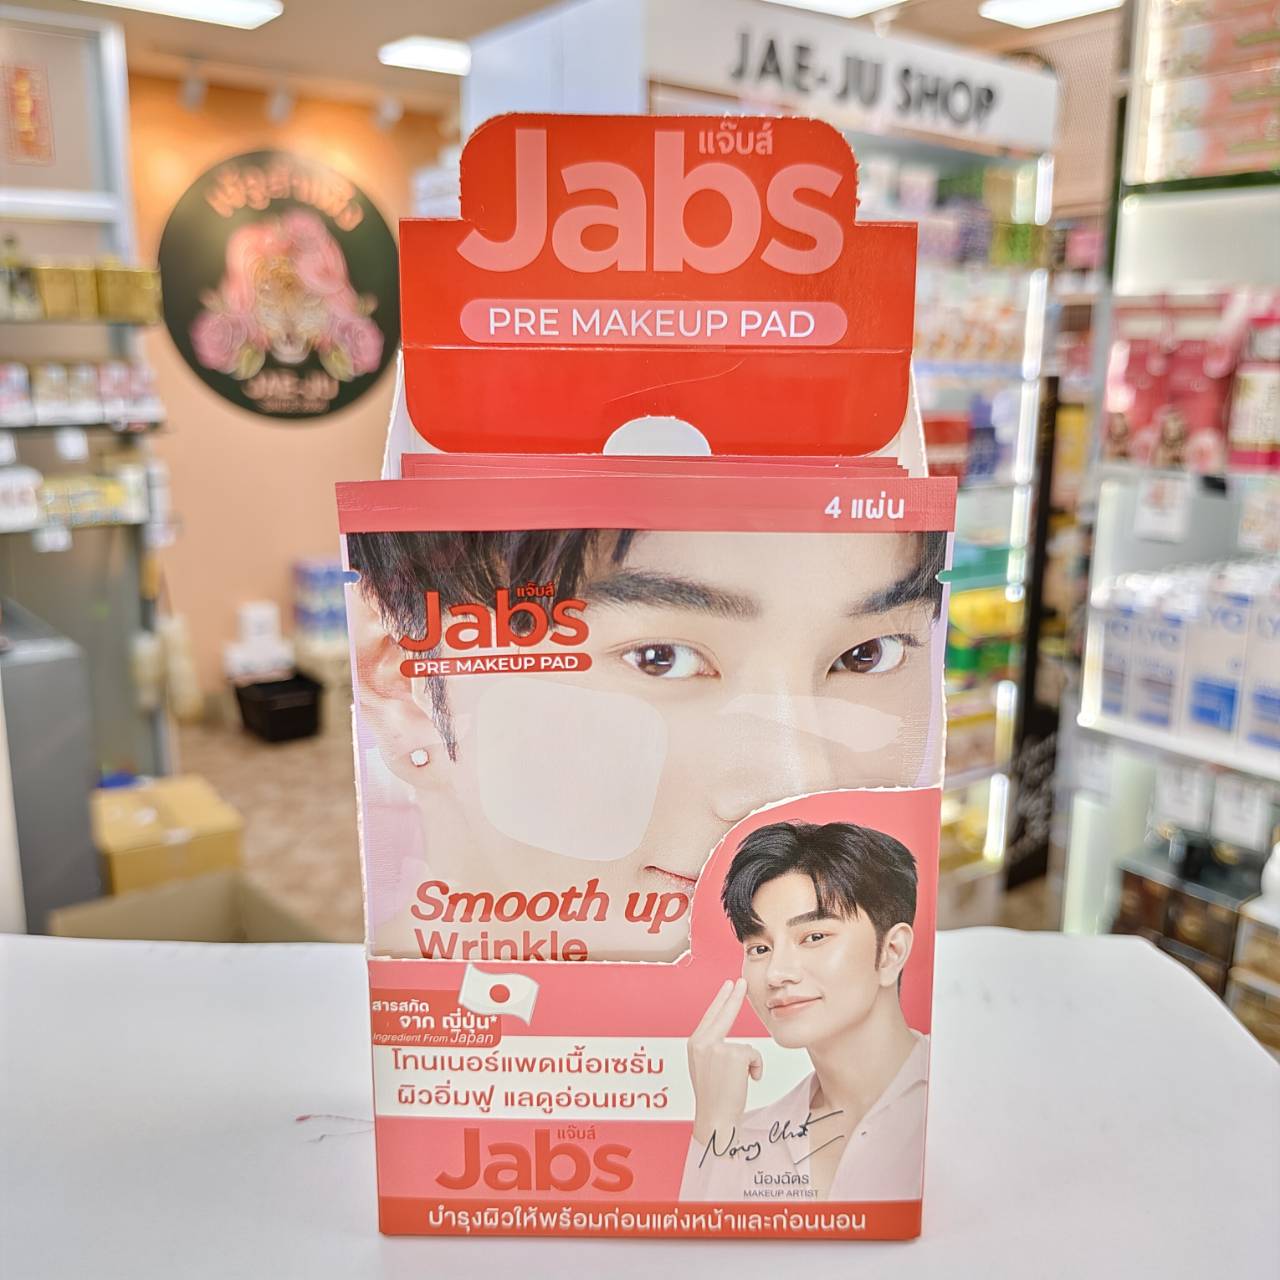 JAE-JU SHOP
JAE-JU
แจ๊บส์
Jabs
PRE MAKEUP PAD
4 แผ่น
แจ๊บส์
Jabs
PRE MAKEUP PAD
Smooth up
Wrinkle
สารสกัด
จาก ญี่ปุ่น*
Ingredient From Japan
โทนเนอร์แพดเนื้อเซรั่ม
ผิวอิ่มฟู แลดูอ่อนเยาว์
แจ๊บส์
Jabs
Nong Chat
น้องฉัตร
MAKEUP ARTIST
บำรุงผิวให้พร้อมก่อนแต่งหน้าและก่อนนอน